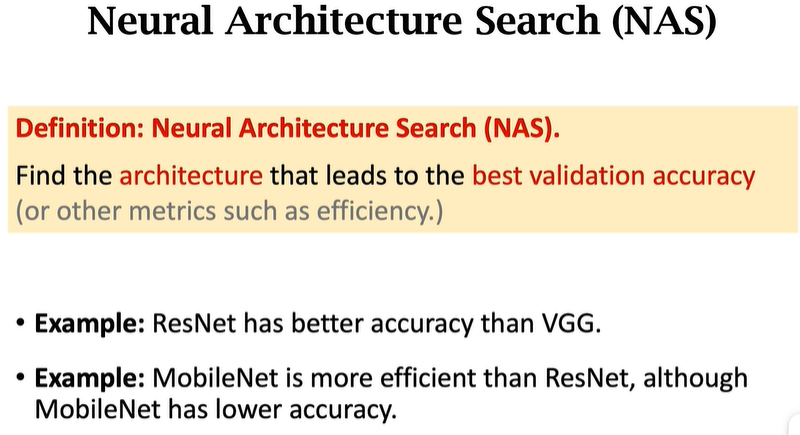 Neural Architecture Search (NAS)
Definition: Neural Architecture Search (NAS).
Find the architecture that leads to the best validation accuracy
(or other metrics such as efficiency.)
• Example: ResNet has better accuracy than VGG.
• Example: MobileNet is more efficient than ResNet, although
MobileNet has lower accuracy.